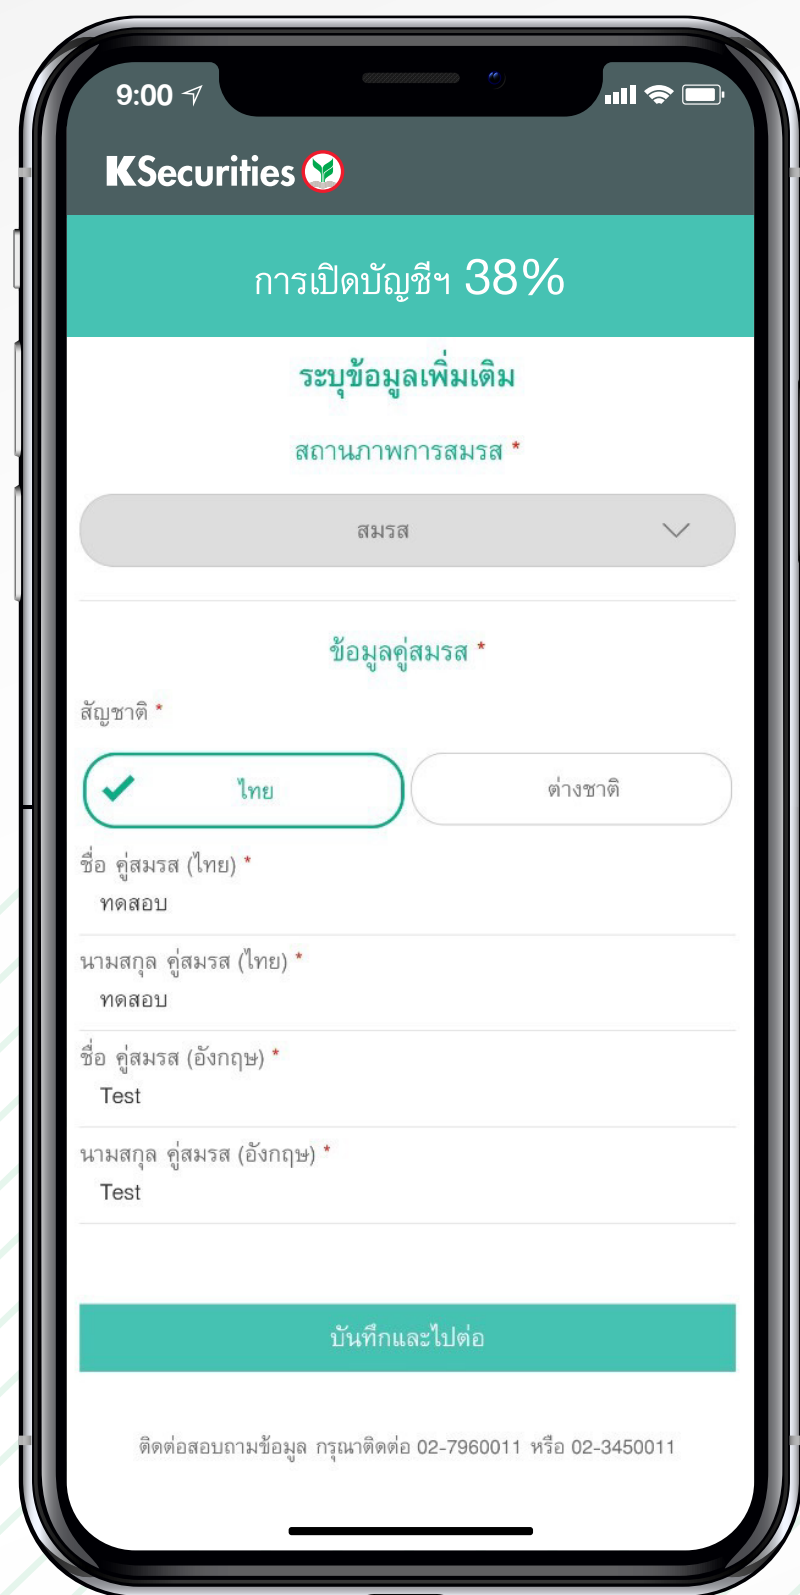 9:00
KSecurities
การเปิดบัญชีฯ 38%
ระบุข้อมูลเพิ่มเติม
สถานภาพการสมรส *
สมรส
ข้อมูลคู่สมรส *
สัญชาติ *
ไทย ต่างชาติ
ชื่อ คู่สมรส (ไทย) *
ทดสอบ
นามสกุล คู่สมรส (ไทย) *
ทดสอบ
ชื่อ คู่สมรส (อังกฤษ) *
Test
นามสกุล คู่สมรส (อังกฤษ) *
Test
บันทึกและไปต่อ
ติดต่อสอบถามข้อมูล กรุณาติดต่อ 02-7960011 หรือ 02-3450011